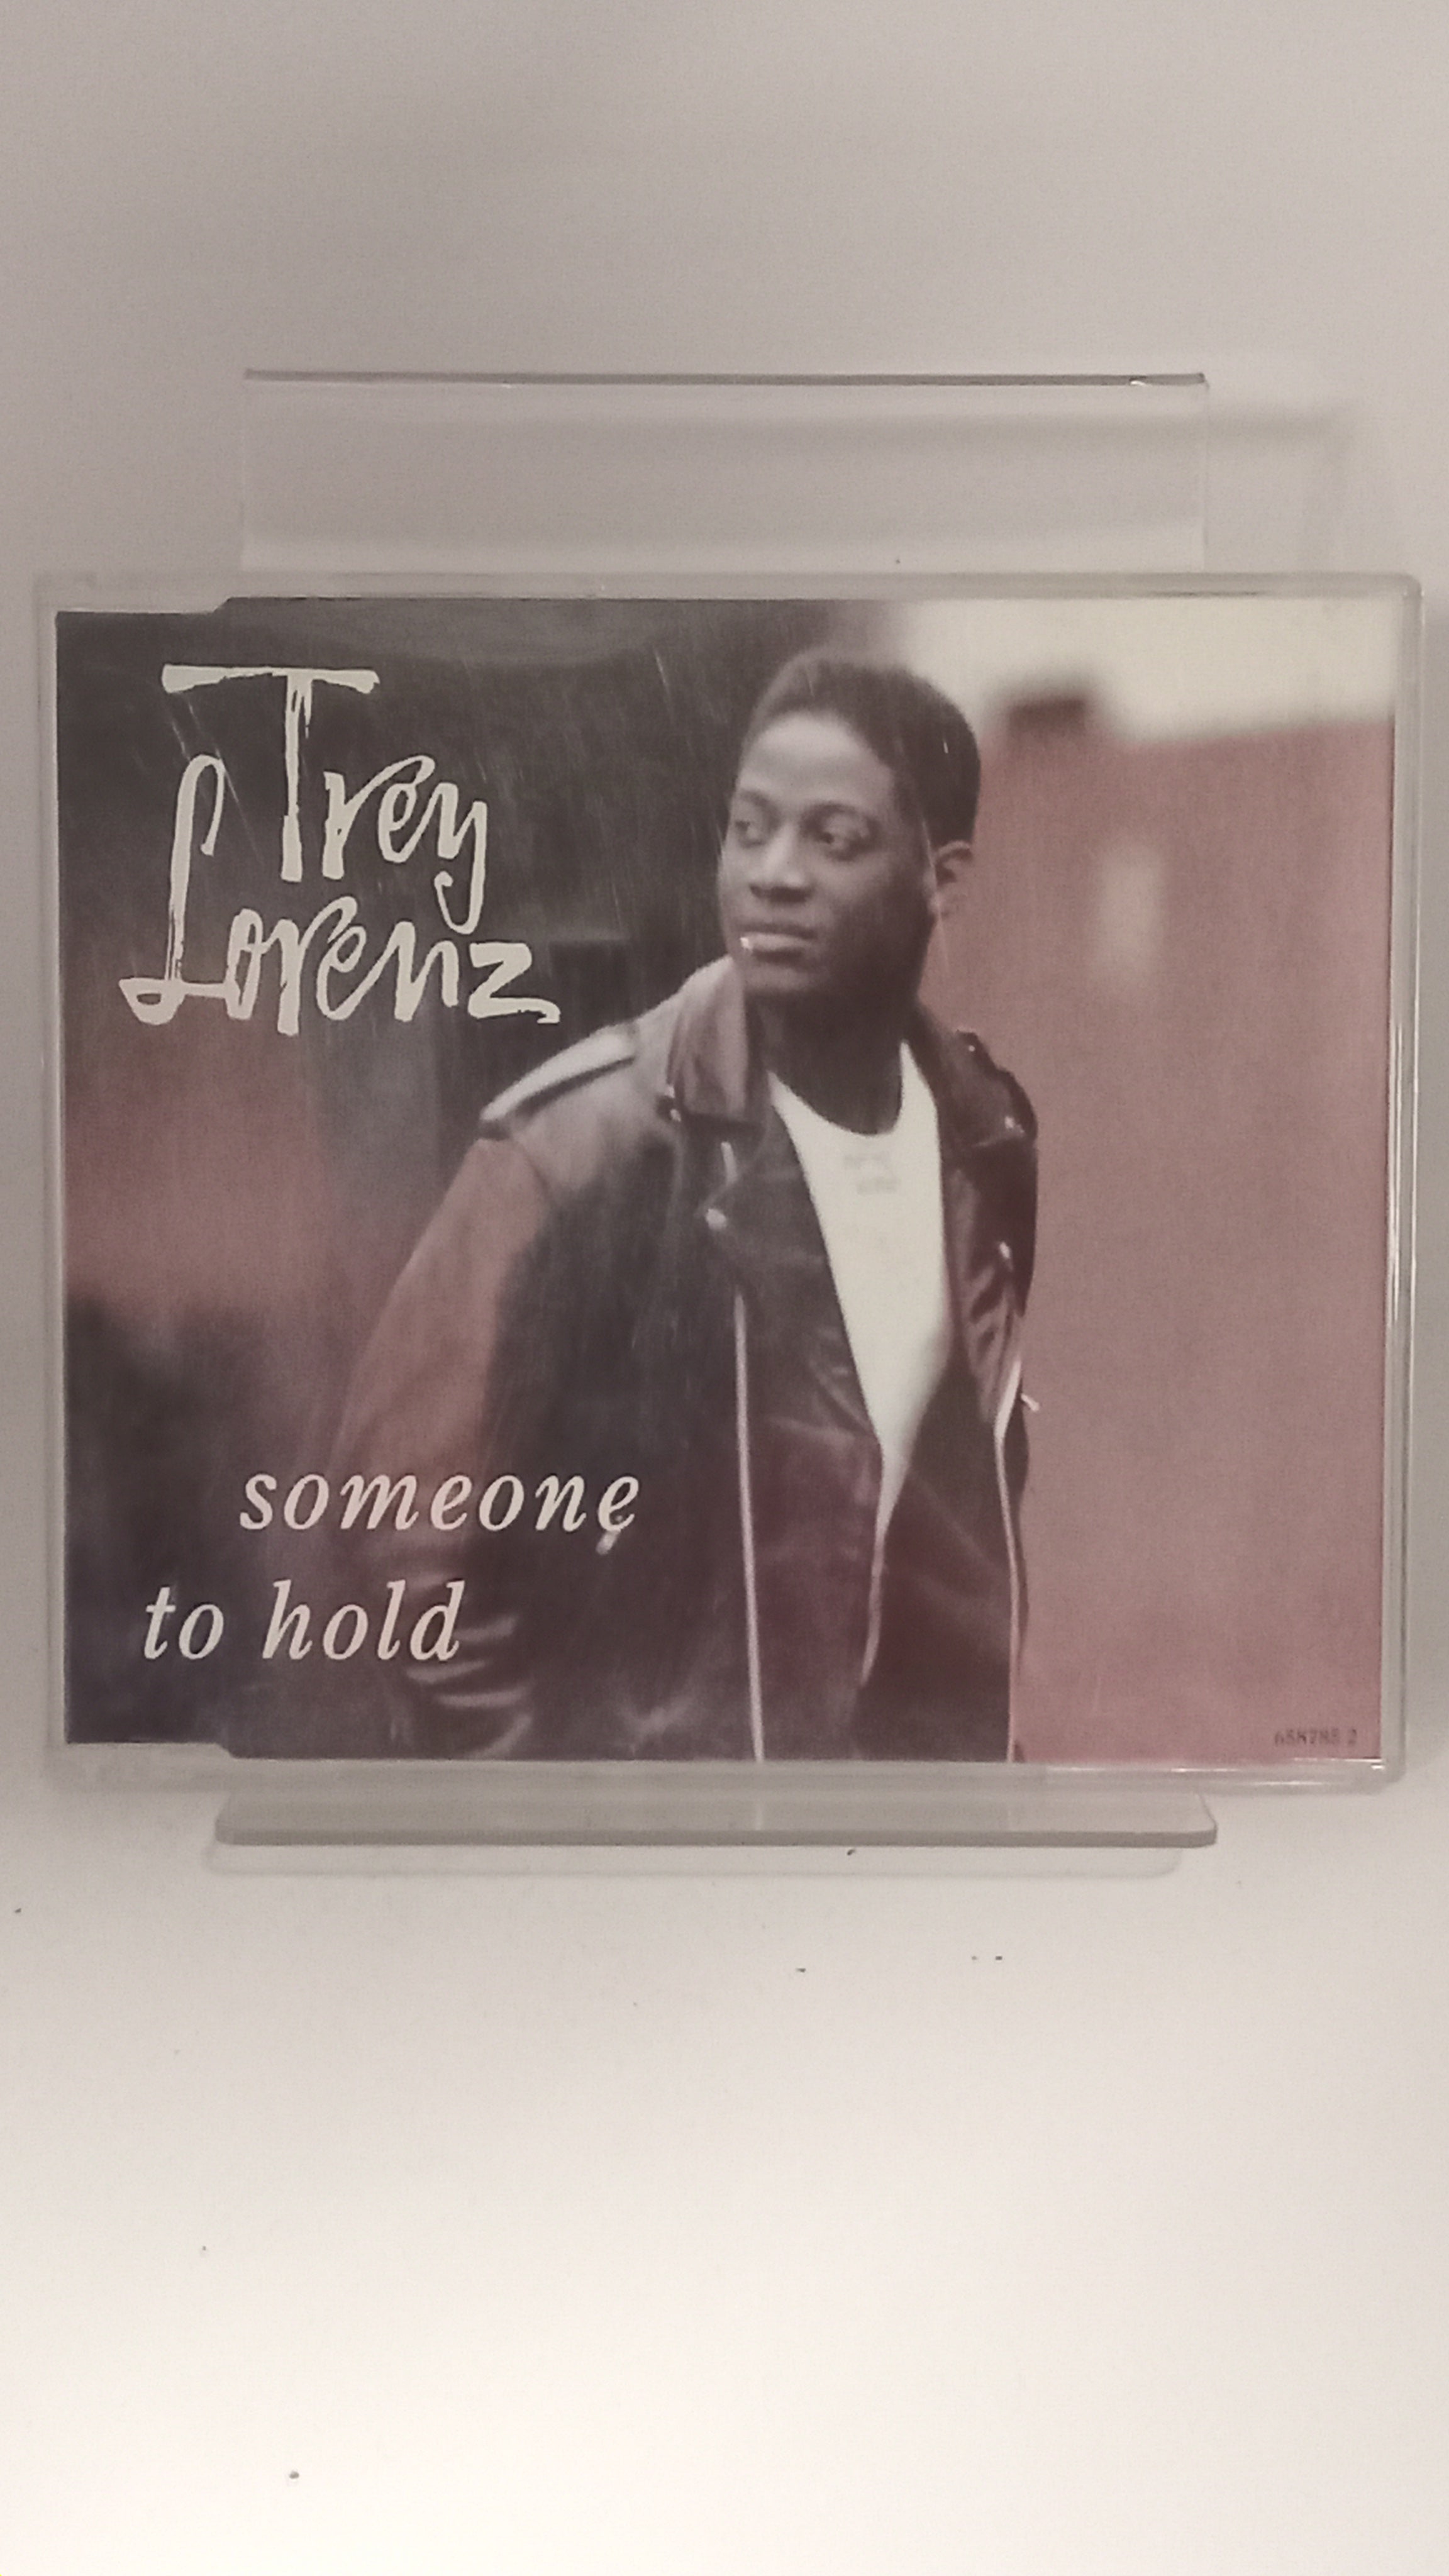 Trey
Lorenz
someone
to hold